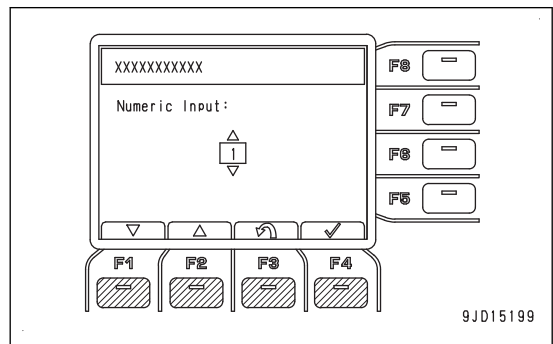 XXXXXXXXXXX
F8
Numeric Input:
F7
1
F6
F5
F1 F2 F3 F4
9JD15199